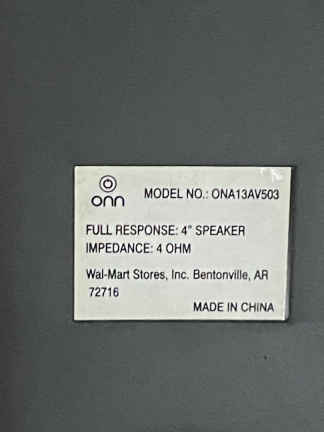 onn
MODEL NO.: ONA13AV503
FULL RESPONSE: 4" SPEAKER
IMPEDANCE: 4 OHM
Wal-Mart Stores, Inc. Bentonville, AR
72716
MADE IN CHINA